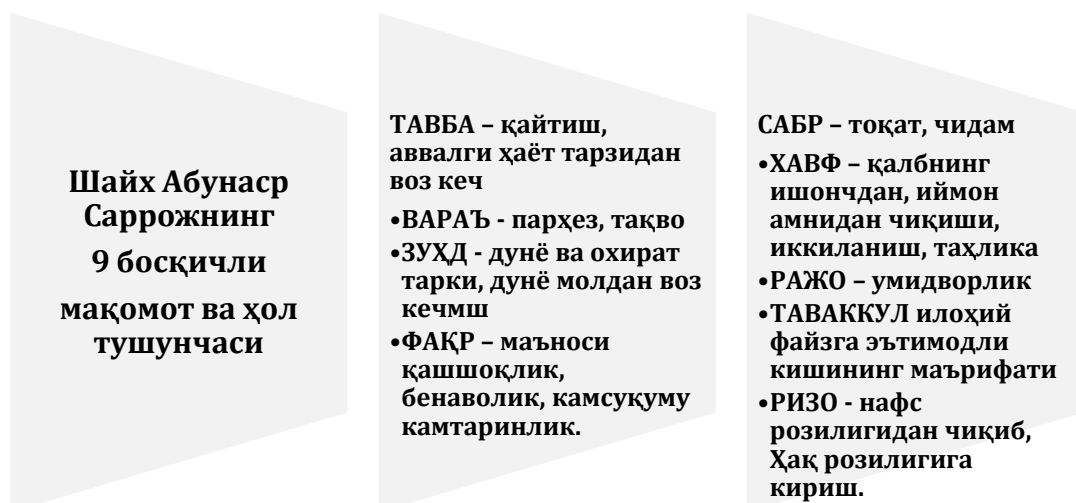 Шайх Абунаср
Саррожнинг
9 босқичли
мақомот ва ҳол
тушунчаси
ТАВБА – қайтиш,
аввалги ҳаёт тарзидан
воз кеч
•ВАРАЪ - парҳез, тақво
•ЗУҲД - дунё ва охират
тарки, дунё молдан воз
кечмш
•ФАҚР – маъноси
қашшоқлик,
бенаволик, камсуқуму
камтаринлик.
САБР – тоқат, чидам
•ХАВФ – қалбнинг
ишончдан, иймон
амнидан чиқиши,
иккиланиш, таҳлика
•РАЖО – умидворлик
•ТАВАККУЛ илоҳий
файзга эътимодли
кишининг маърифати
•РИЗО - нафс
розилигидан чиқиб,
Ҳақ розилигига
кириш.